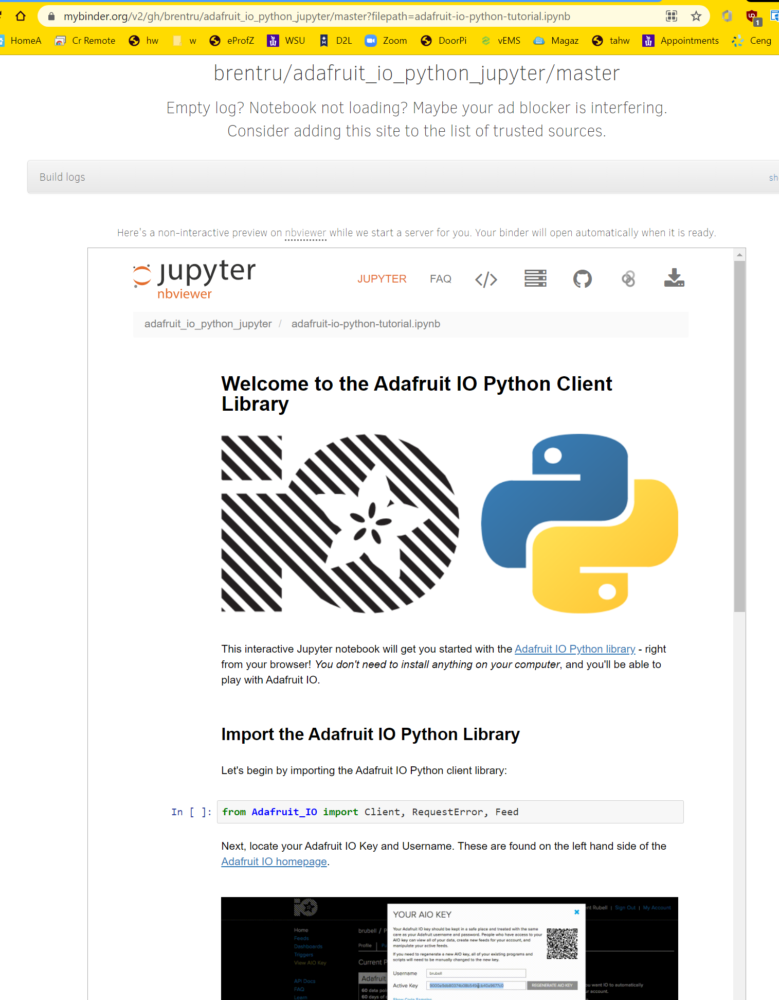 mybinder.org/v2/gh/brentru/adafruit_io_python_jupyter/master?filepath=adafruit-io-python-tutorial.ipynb
1
HomeA Cr Remote hw w eProfZ WSU D2L Zoom DoorPi vEMS Magaz tahw Appointments Ceng
brentru/adafruit_io_python_jupyter/master
Empty log? Notebook not loading? Maybe your ad blocker is interfering.
Consider adding this site to the list of trusted sources.
Build logs sh
Here's a non-interactive preview on nbviewer while we start a server for you. Your binder will open automatically when it is ready.
jupyter
nbviewer
JUPYTER FAQ
adafruit_io_python_jupyter / adafruit-io-python-tutorial.ipynb
Welcome to the Adafruit IO Python Client
Library
This interactive Jupyter notebook will get you started with the Adafruit IO Python library - right
from your browser! You don't need to install anything on your computer, and you'll be able to
play with Adafruit IO.
Import the Adafruit IO Python Library
Let's begin by importing the Adafruit IO Python client library:
In [ ]: from Adafruit_IO import Client, RequestError, Feed
Next, locate your Adafruit IO Key and Username. These are found on the left hand side of the
Adafruit IO homepage.
nt Rubell | Sign Out | My Account
YOUR AIO KEY
Your Adafruit IO key should be kept in a safe place and treated with the same
care as your Adafruit username and password. People who have access to your
AIO key can view all of your data, create new feeds for your account, and
manipulate your active feeds.
If you need to regenerate a new AIO key, all of your existing programs and
scripts will need to be manually changed to the new key.
Username brubell
Active Key REGENERATE AIO KEY
Show Code Samples
Home
Feeds
Dashboards
Triggers
View AIO Key
API Docs
FAQ
Learn
brubell / P
Profile Pu
Current P
Adafruit
60 data poi
60 days of d
ou want IO to automatically
r account.